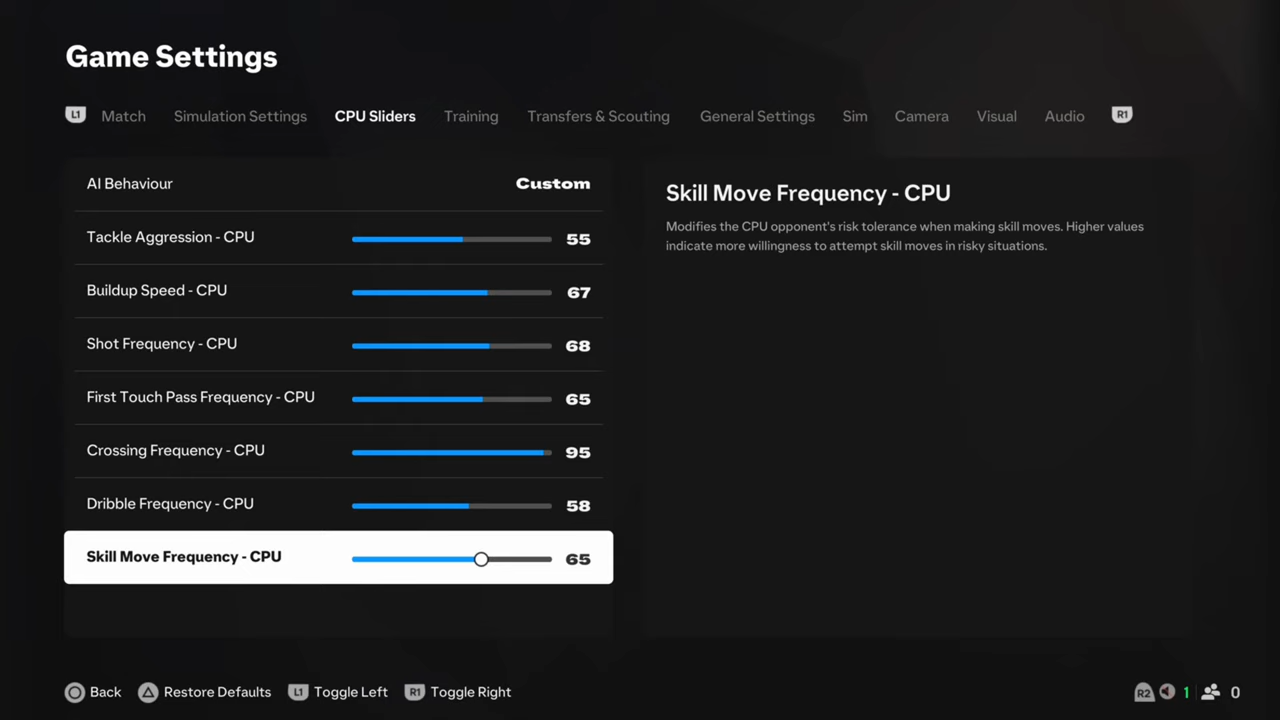 Game Settings
L1 Match Simulation Settings CPU Sliders Training Transfers & Scouting General Settings Sim Camera Visual Audio R1
AI Behaviour Custom
Tackle Aggression - CPU 55
Buildup Speed - CPU 67
Shot Frequency - CPU 68
First Touch Pass Frequency - CPU 65
Crossing Frequency - CPU 95
Dribble Frequency - CPU 58
Skill Move Frequency - CPU 65
Skill Move Frequency - CPU
Modifies the CPU opponent's risk tolerance when making skill moves. Higher values
indicate more willingness to attempt skill moves in risky situations.
Back Restore Defaults L1 Toggle Left R1 Toggle Right
R2 1 0